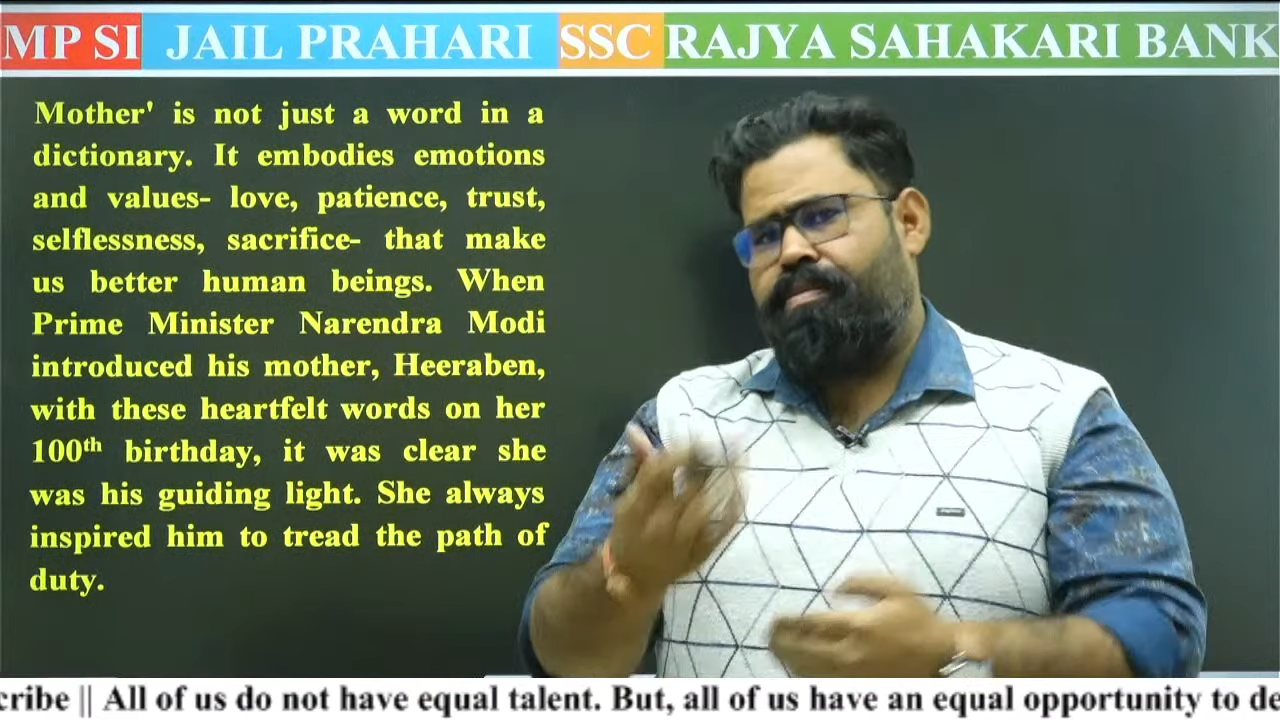 MP SI JAIL PRAHARI SSC RAJYA SAHAKARI BANK
Mother' is not just a word in a
dictionary. It embodies emotions
and values- love, patience, trust,
selflessness, sacrifice- that make
us better human beings. When
Prime Minister Narendra Modi
introduced his mother, Heeraben,
with these heartfelt words on her
100th birthday, it was clear she
was his guiding light. She always
inspired him to tread the path of
duty.
cribe || All of us do not have equal talent. But, all of us have an equal opportunity to de